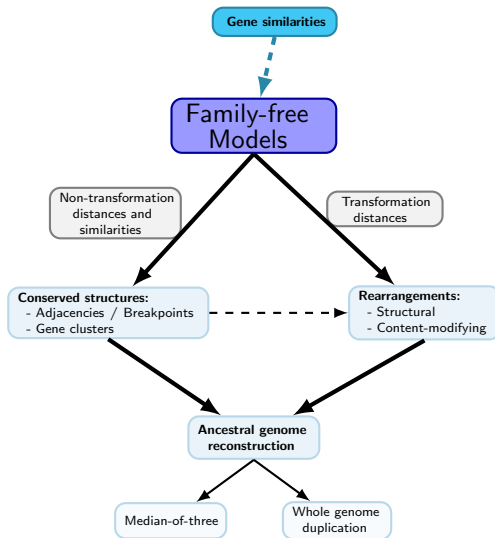 Gene similarities
Family-free
Models
Non-transformation
distances and
similarities
Transformation
distances
Conserved structures:
- Adjacencies / Breakpoints
- Gene clusters
Rearrangements:
- Structural
- Content-modifying
Ancestral genome
reconstruction
Median-of-three
Whole genome
duplication